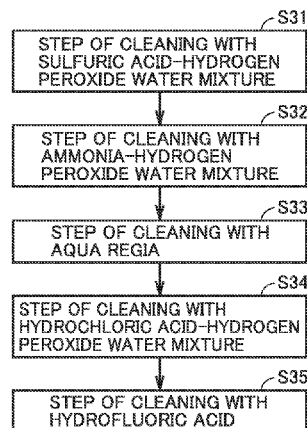 S31
STEP OF CLEANING WITH
SULFURIC ACID-HYDROGEN
PEROXIDE WATER MIXTURE
S32
STEP OF CLEANING WITH
AMMONIA-HYDROGEN
PEROXIDE WATER MIXTURE
S33
STEP OF CLEANING WITH
AQUA REGIA
S34
STEP OF CLEANING WITH
HYDROCHLORIC ACID-HYDROGEN
PEROXIDE WATER MIXTURE
S35
STEP OF CLEANING WITH
HYDROFLUORIC ACID